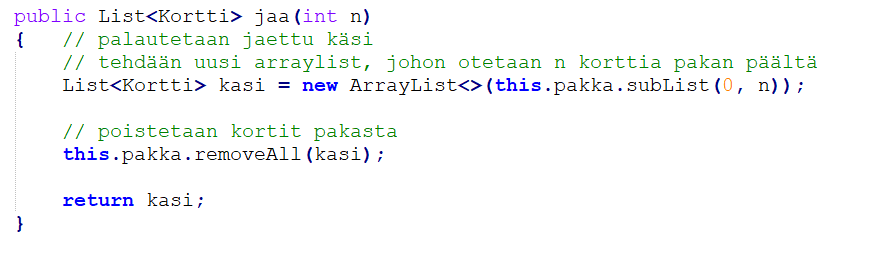 public List<Kortti> jaa(int n)
{   // palautetaan jaettu käsi
    // tehdään uusi arraylist, johon otetaan n korttia pakan päältä
    List<Kortti> kasi = new ArrayList<>(this.pakka.subList(0, n));
    // poistetaan kortit pakasta
    this.pakka.removeAll(kasi);
    return kasi;
}